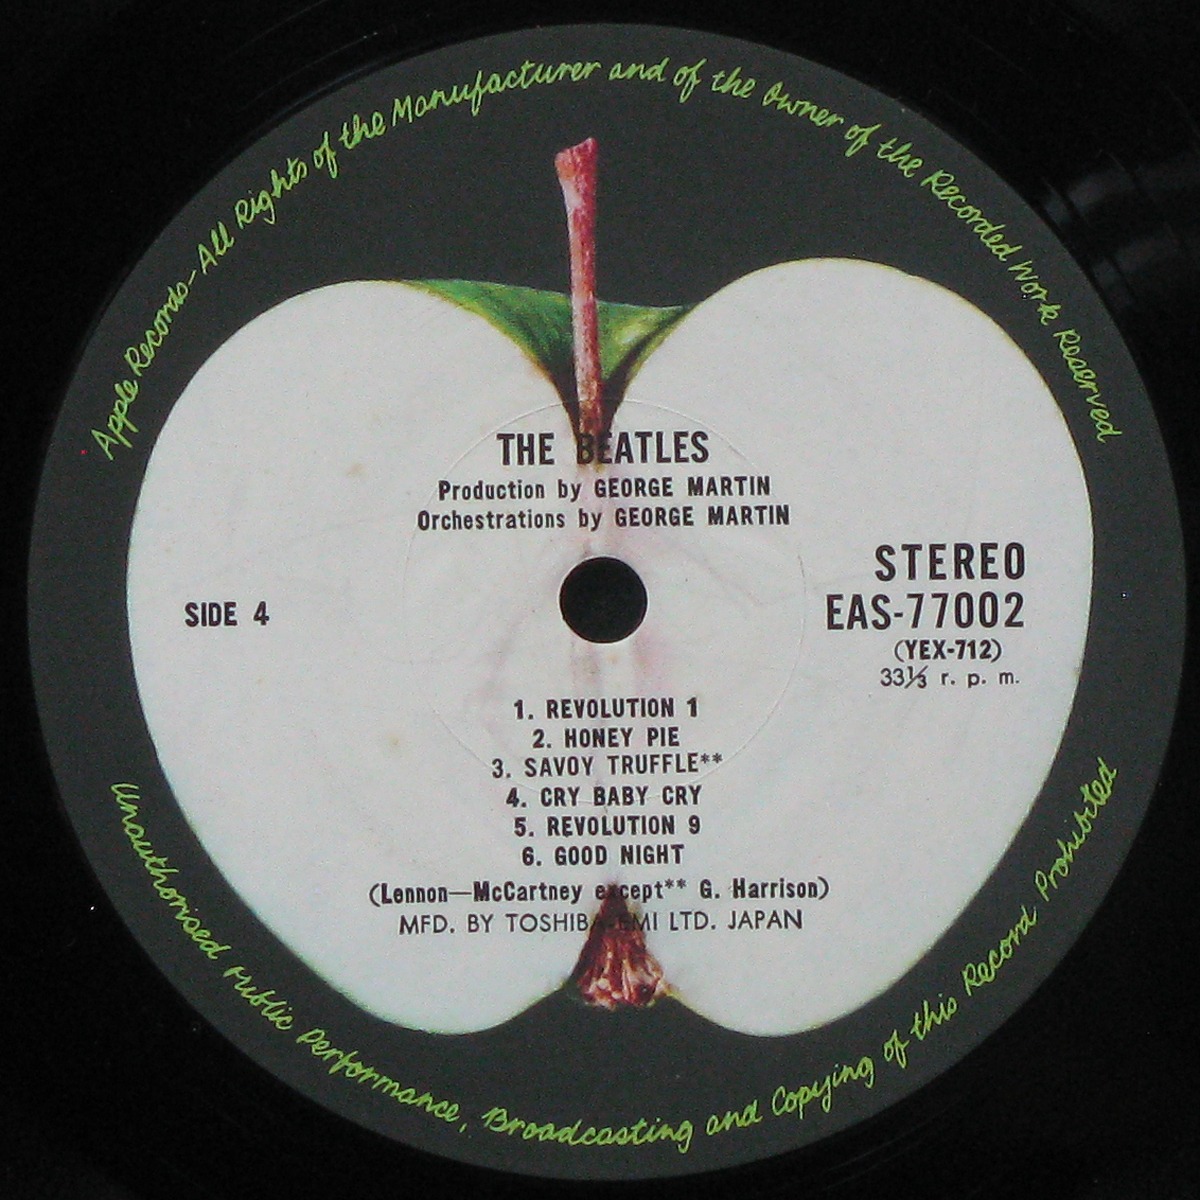 Apple Records - All Rights of the Manufacturer and of the Owner of the Recorded Work Reserved
THE BEATLES
Production by GEORGE MARTIN
Orchestrations by GEORGE MARTIN
STEREO
EAS-77002
(YEX-712)
33⅓ r. p. m.
SIDE 4
1. REVOLUTION 1
2. HONEY PIE
3. SAVOY TRUFFLE**
4. CRY BABY CRY
5. REVOLUTION 9
6. GOOD NIGHT
(Lennon—McCartney except** G. Harrison)
MFD. BY TOSHIBA-EMI LTD. JAPAN
Unauthorised Public Performance, Broadcasting and Copying of this Record Prohibited